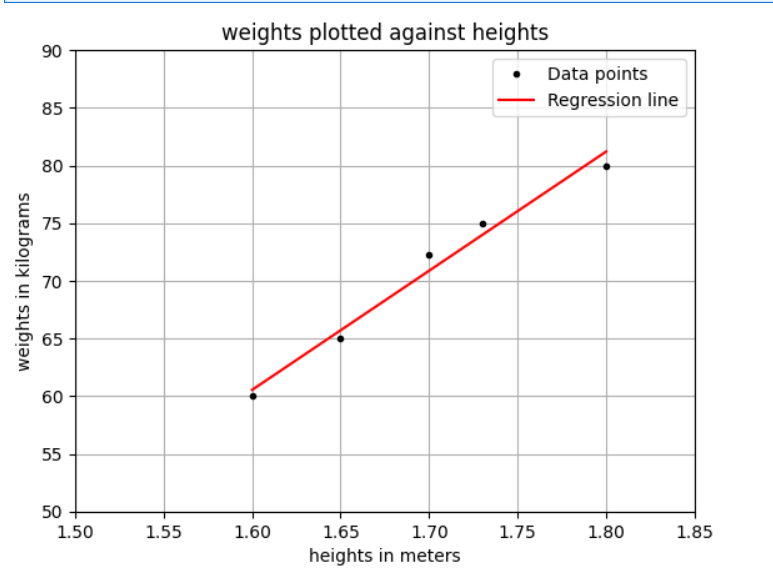 weights plotted against heights
Data points
Regression line
90
85
80
75
70
65
60
55
50
weights in kilograms
1.50 1.55 1.60 1.65 1.70 1.75 1.80 1.85
heights in meters